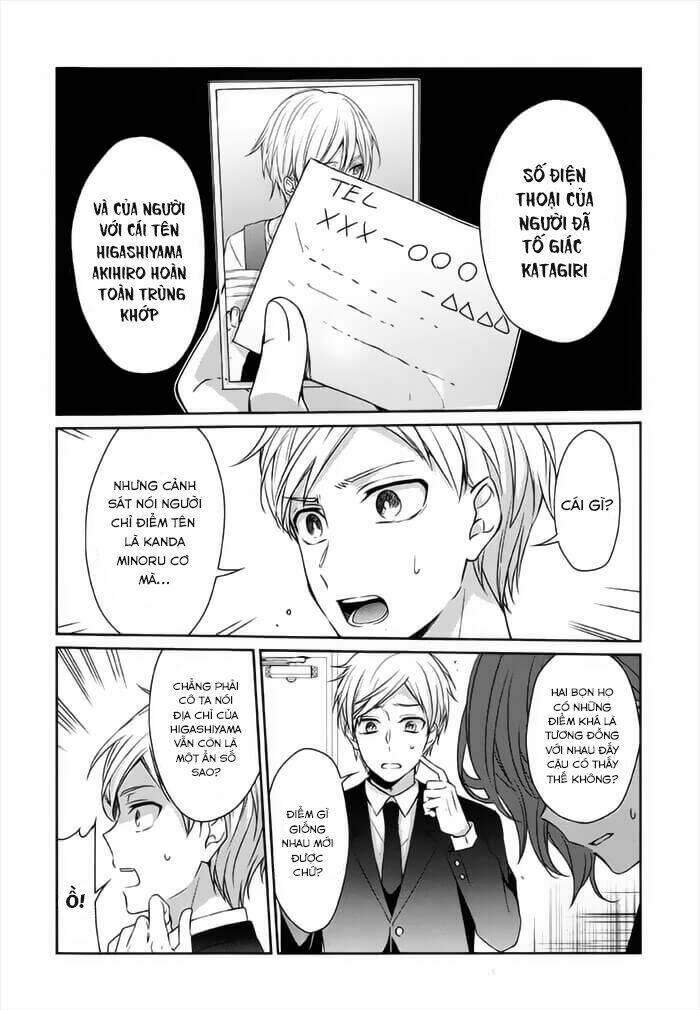 SỐ ĐIỆN
THOẠI CỦA
NGƯỜI ĐÃ
TỐ GIÁC
KATAGIRI
TEL
XXX-OOO
-△△△△
VÀ CỦA NGƯỜI
VỚI CÁI TÊN
HIGASHIYAMA
AKIHIRO HOÀN
TOÀN TRÙNG
KHỚP
CÁI GÌ?
NHƯNG CẢNH
SÁT NÓI NGƯỜI
CHỈ ĐIỂM TÊN
LÀ KANDA
MINORU CƠ
MÀ...
HAI BỌN HỌ
CÓ NHỮNG
ĐIỂM KHÁ LÀ
TƯƠNG ĐỒNG
VỚI NHAU ĐẤY
CẬU CÓ THẤY
THẾ KHÔNG?
ĐIỂM GÌ
GIỐNG
NHAU MỚI
ĐƯỢC
CHỨ?
CHẲNG PHẢI
CÔ TA NÓI
ĐỊA CHỈ CỦA
HIGASHIYAMA
VẪN CÒN LÀ
MỘT ẨN SỐ
SAO?
Ồ!